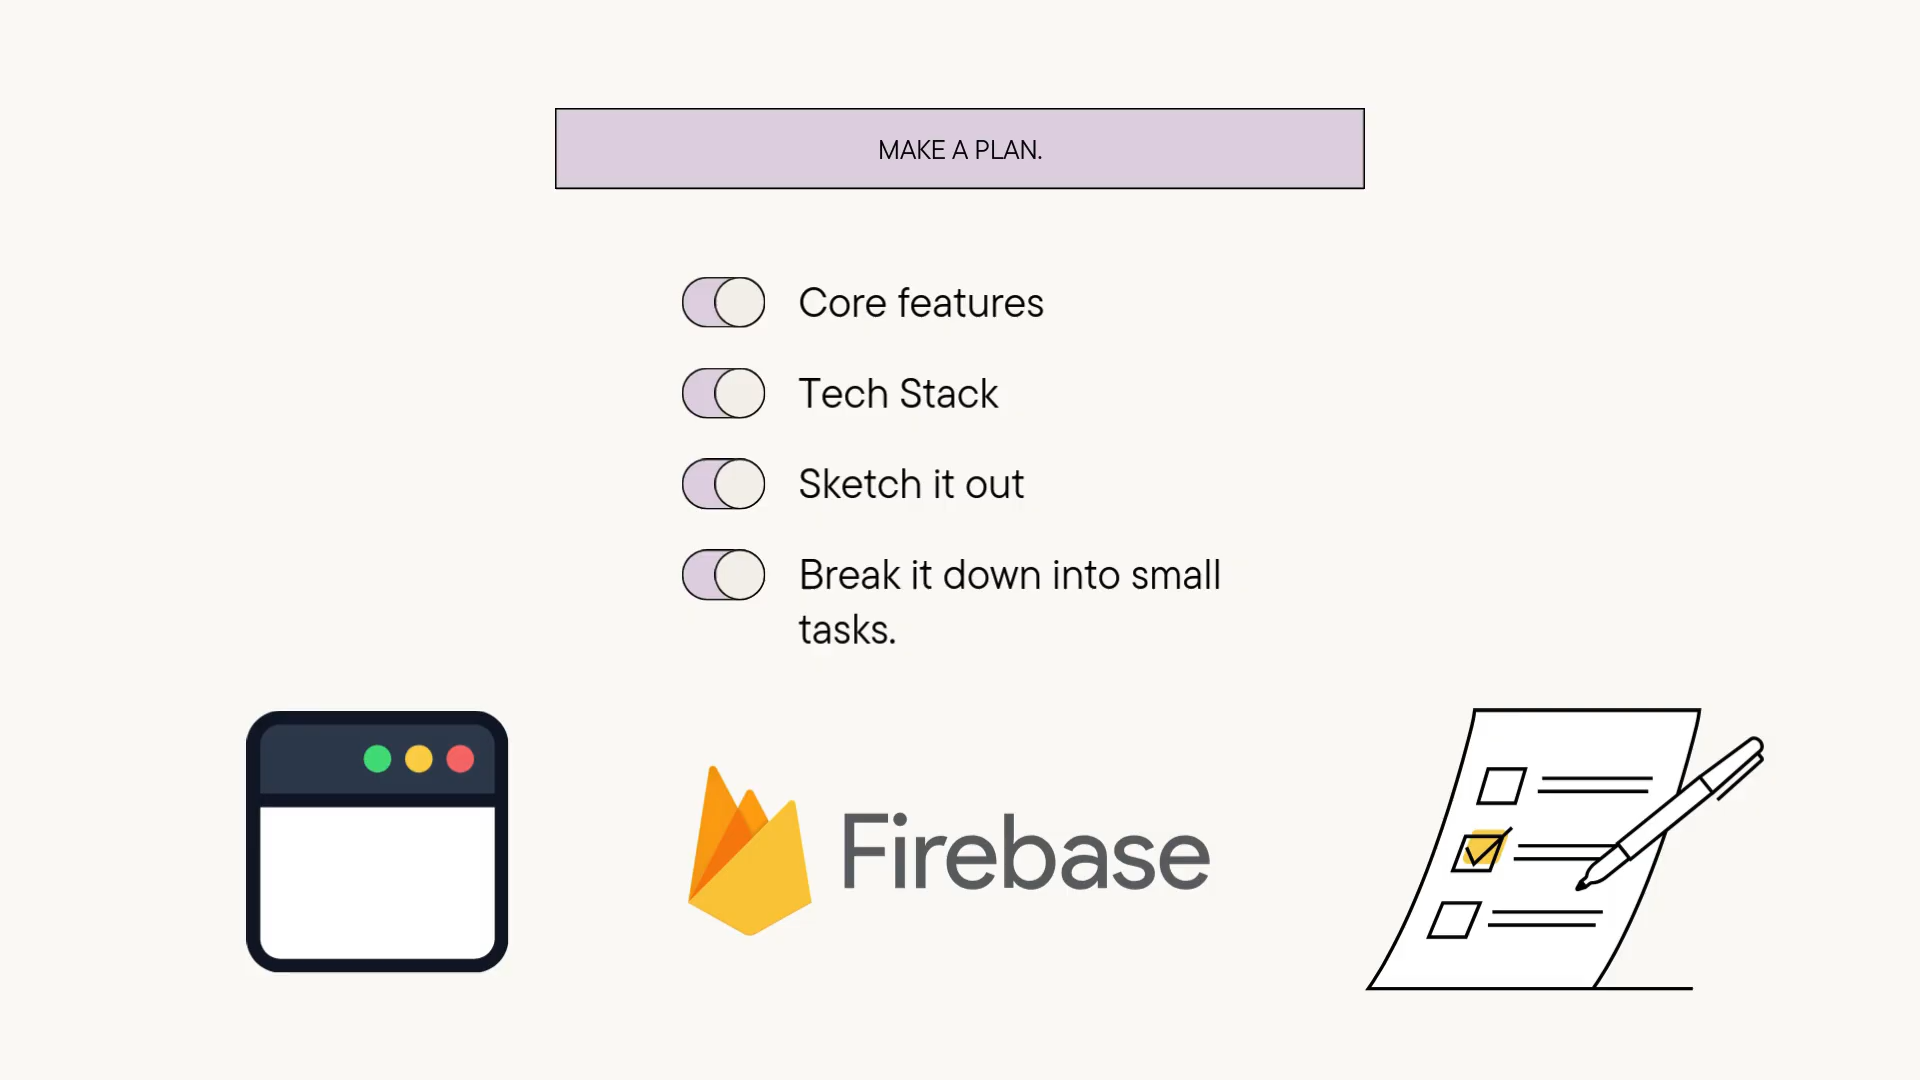 MAKE A PLAN.
Core features
Tech Stack
Sketch it out
Break it down into small
tasks.
Firebase